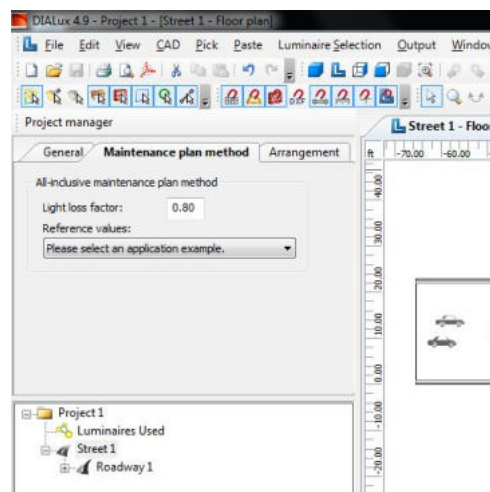 DIALux 4.9 - Project 1 - [Street 1 - Floor plan]
File Edit View CAD Pick Paste Luminaire Selection Output Window
Project manager
Street 1 - Floo
General Maintenance plan method Arrangement
ft -70.00 -60.00
All-inclusive maintenance plan method
Light loss factor: 0.80
Reference values:
Please select an application example.
40.00
30.00
20.00
10.00
0.00
-10.00
-20.00
Project 1
Luminaires Used
Street 1
Roadway 1